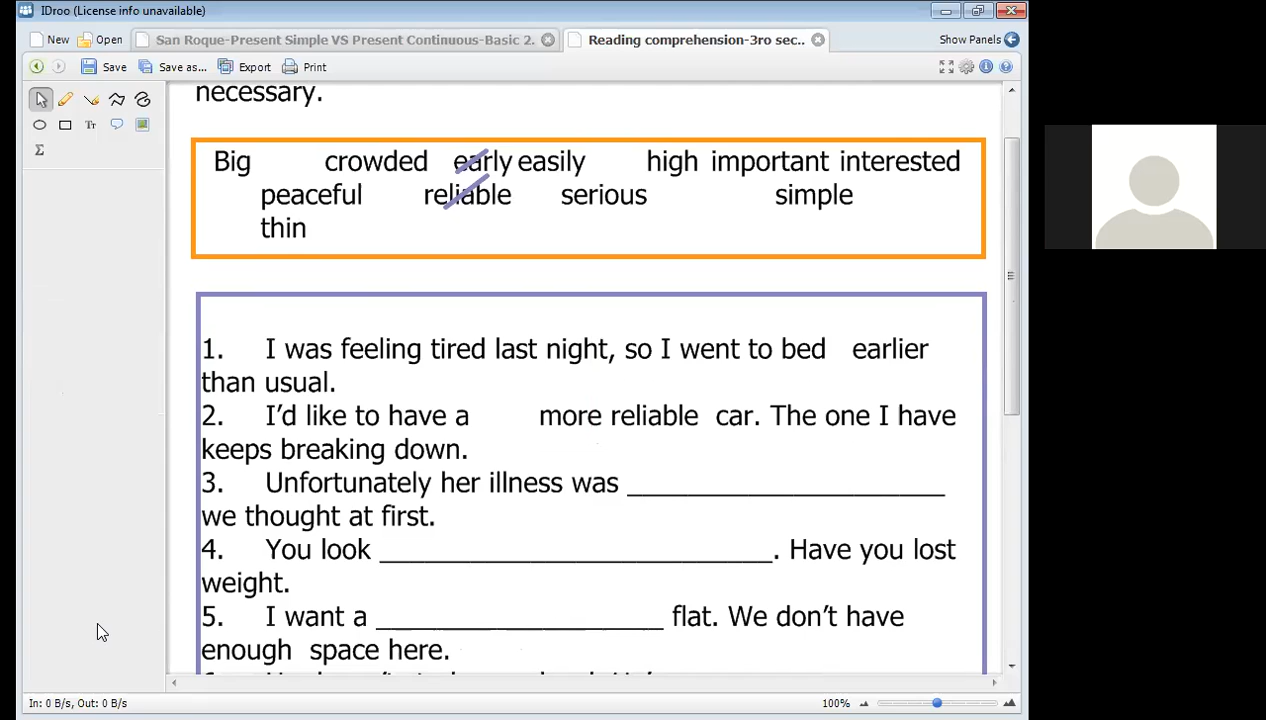 IDroo (License info unavailable)
New Open San Roque-Present Simple VS Present Continuous-Basic 2. Reading comprehension-3ro sec.. Show Panels
Save Save as... Export Print
Tr
Σ
necessary.
Big crowded early easily high important interested
peaceful reliable serious simple
thin
1. I was feeling tired last night, so I went to bed earlier
than usual.
2. I’d like to have a more reliable car. The one I have
keeps breaking down.
3. Unfortunately her illness was _____________________
we thought at first.
4. You look __________________________. Have you lost
weight.
5. I want a ___________________ flat. We don’t have
enough space here.
In: 0 B/s, Out: 0 B/s 100%